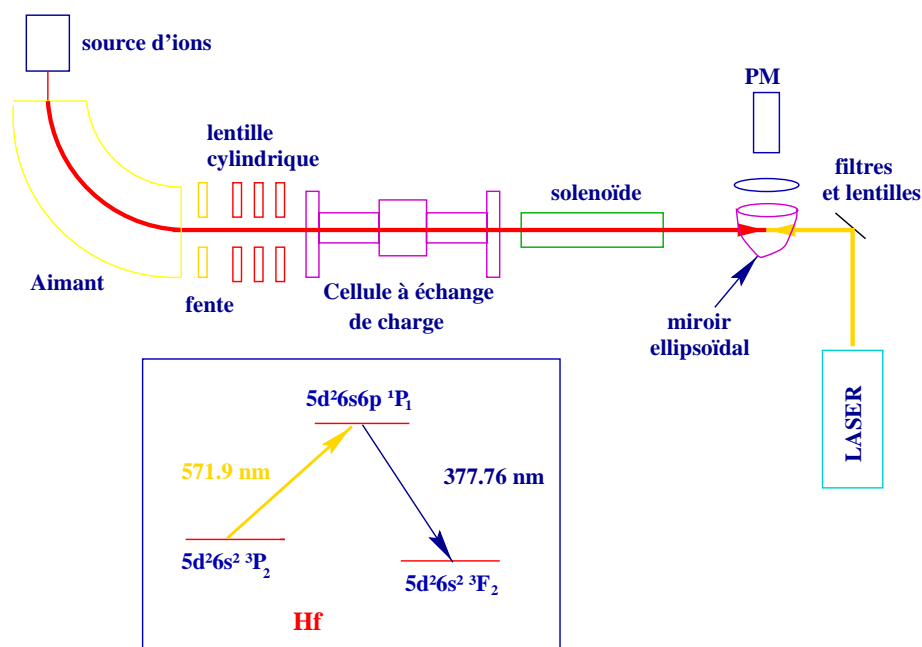 source d'ions
PM
lentille
cylindrique
filtres
et lentilles
solenoïde
Aimant
fente
Cellule à échange
de charge
miroir
ellipsoïdal
LASER
5d²6s6p ¹P₁
571.9 nm
377.76 nm
5d²6s² ³P₂
5d²6s² ³F₂
Hf